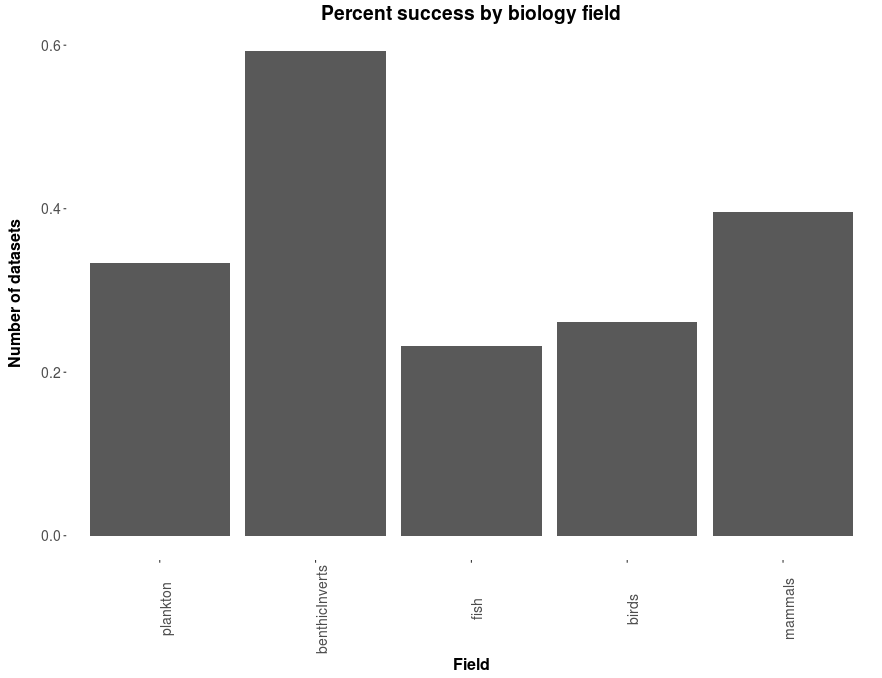 Percent success by biology field
Number of datasets
0.6
0.4
0.2
0.0
plankton
benthicInverts
fish
birds
mammals
Field